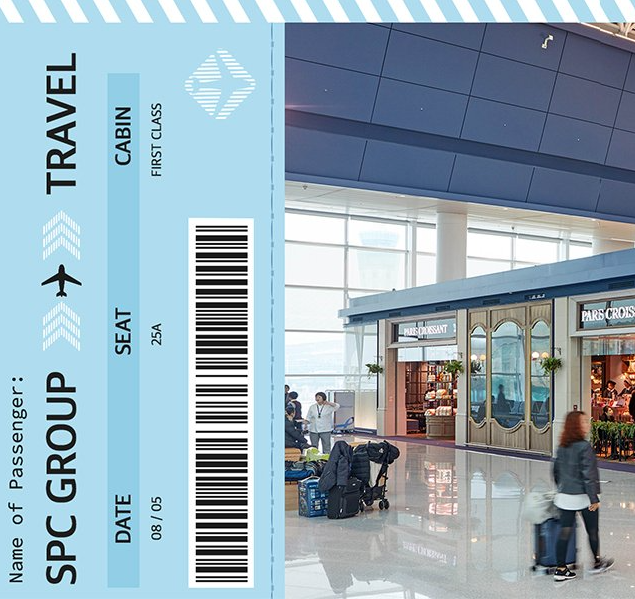 Name of Passenger:
SPC GROUP TRAVEL
DATE SEAT CABIN
08 / 05 25A FIRST CLASS
PARIS CROISSANT
PARIS CROIS